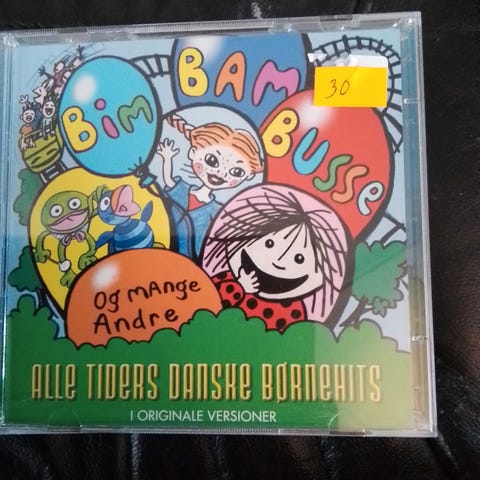 Bim
BAM
BUSSE
30
Og mAnge
Andre
ALLE TIDERS DANSKE BØRNEHITS
I ORIGINALE VERSIONER